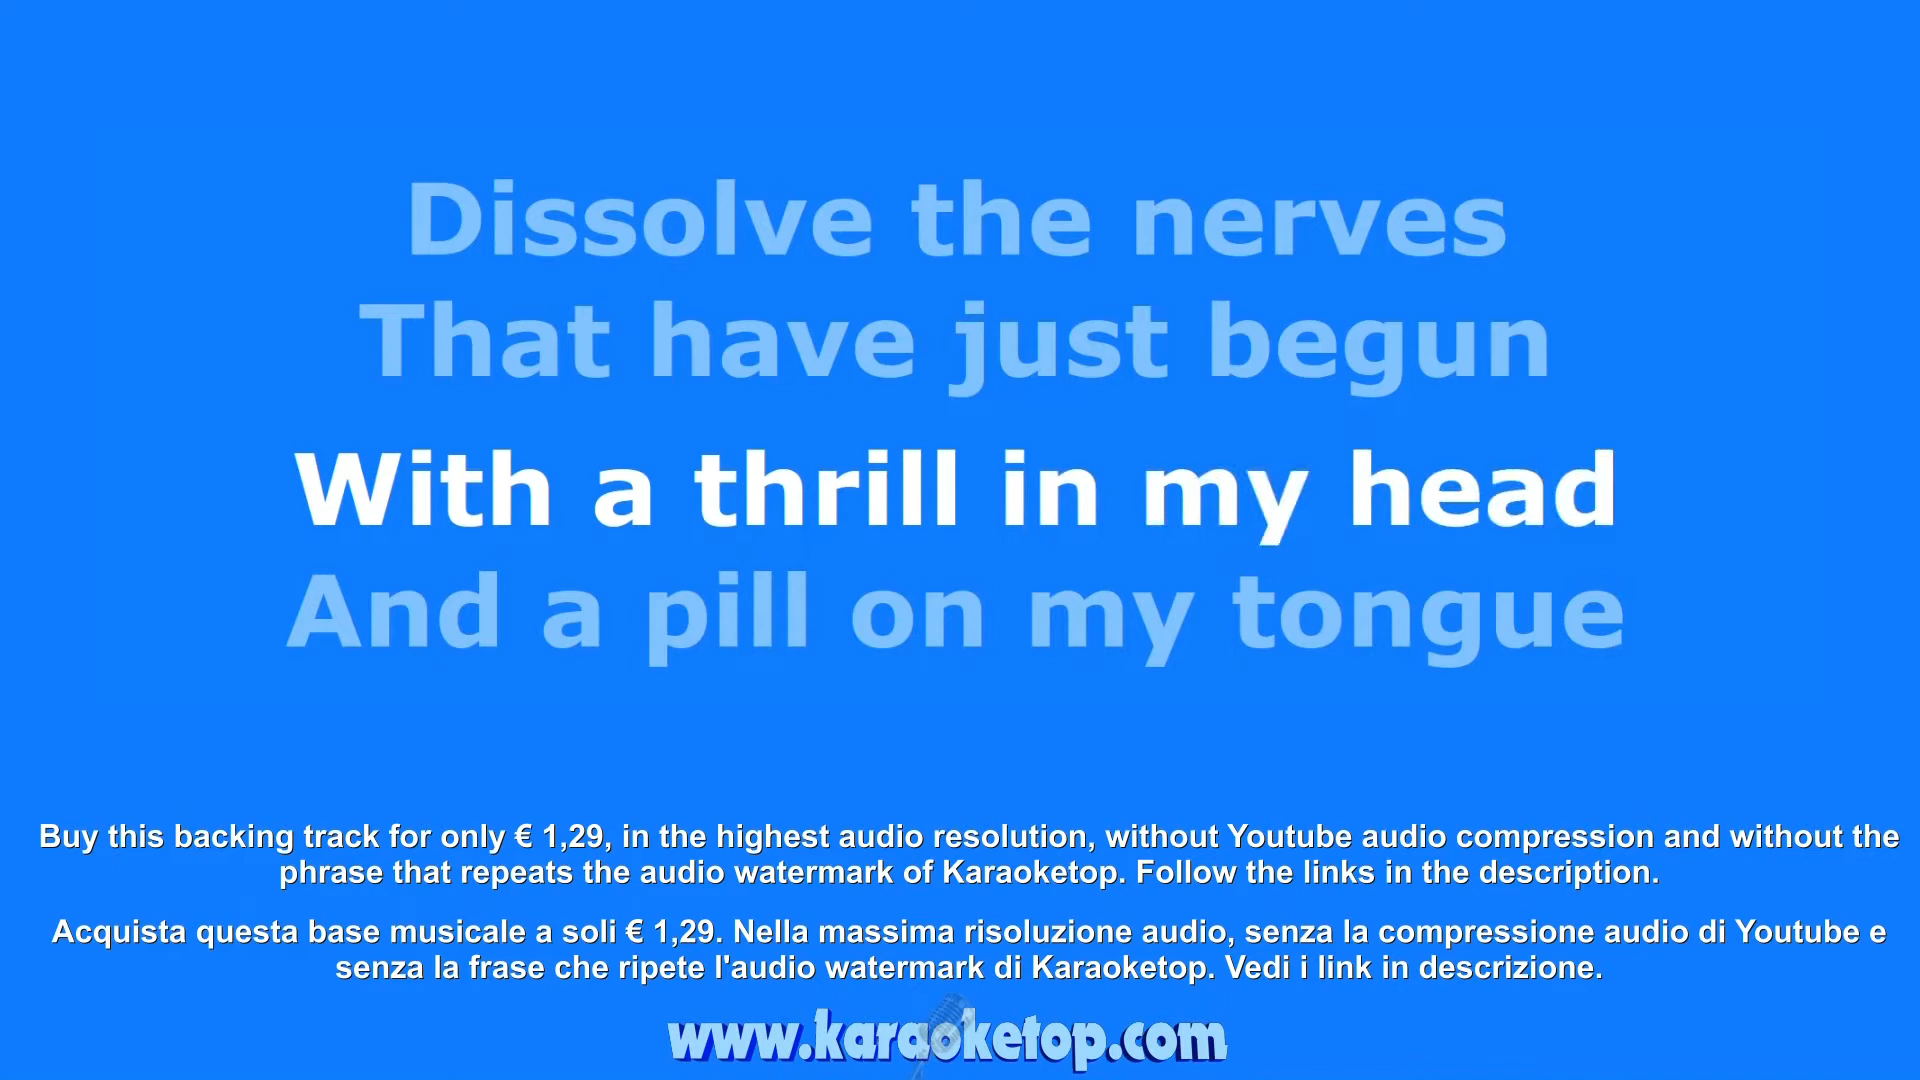 Dissolve the nerves
That have just begun
With a thrill in my head
And a pill on my tongue
Buy this backing track for only € 1,29, in the highest audio resolution, without Youtube audio compression and without the
phrase that repeats the audio watermark of Karaoketop. Follow the links in the description.
Acquista questa base musicale a soli € 1,29. Nella massima risoluzione audio, senza la compressione audio di Youtube e
senza la frase che ripete l'audio watermark di Karaoketop. Vedi i link in descrizione.
www.karaoketop.com